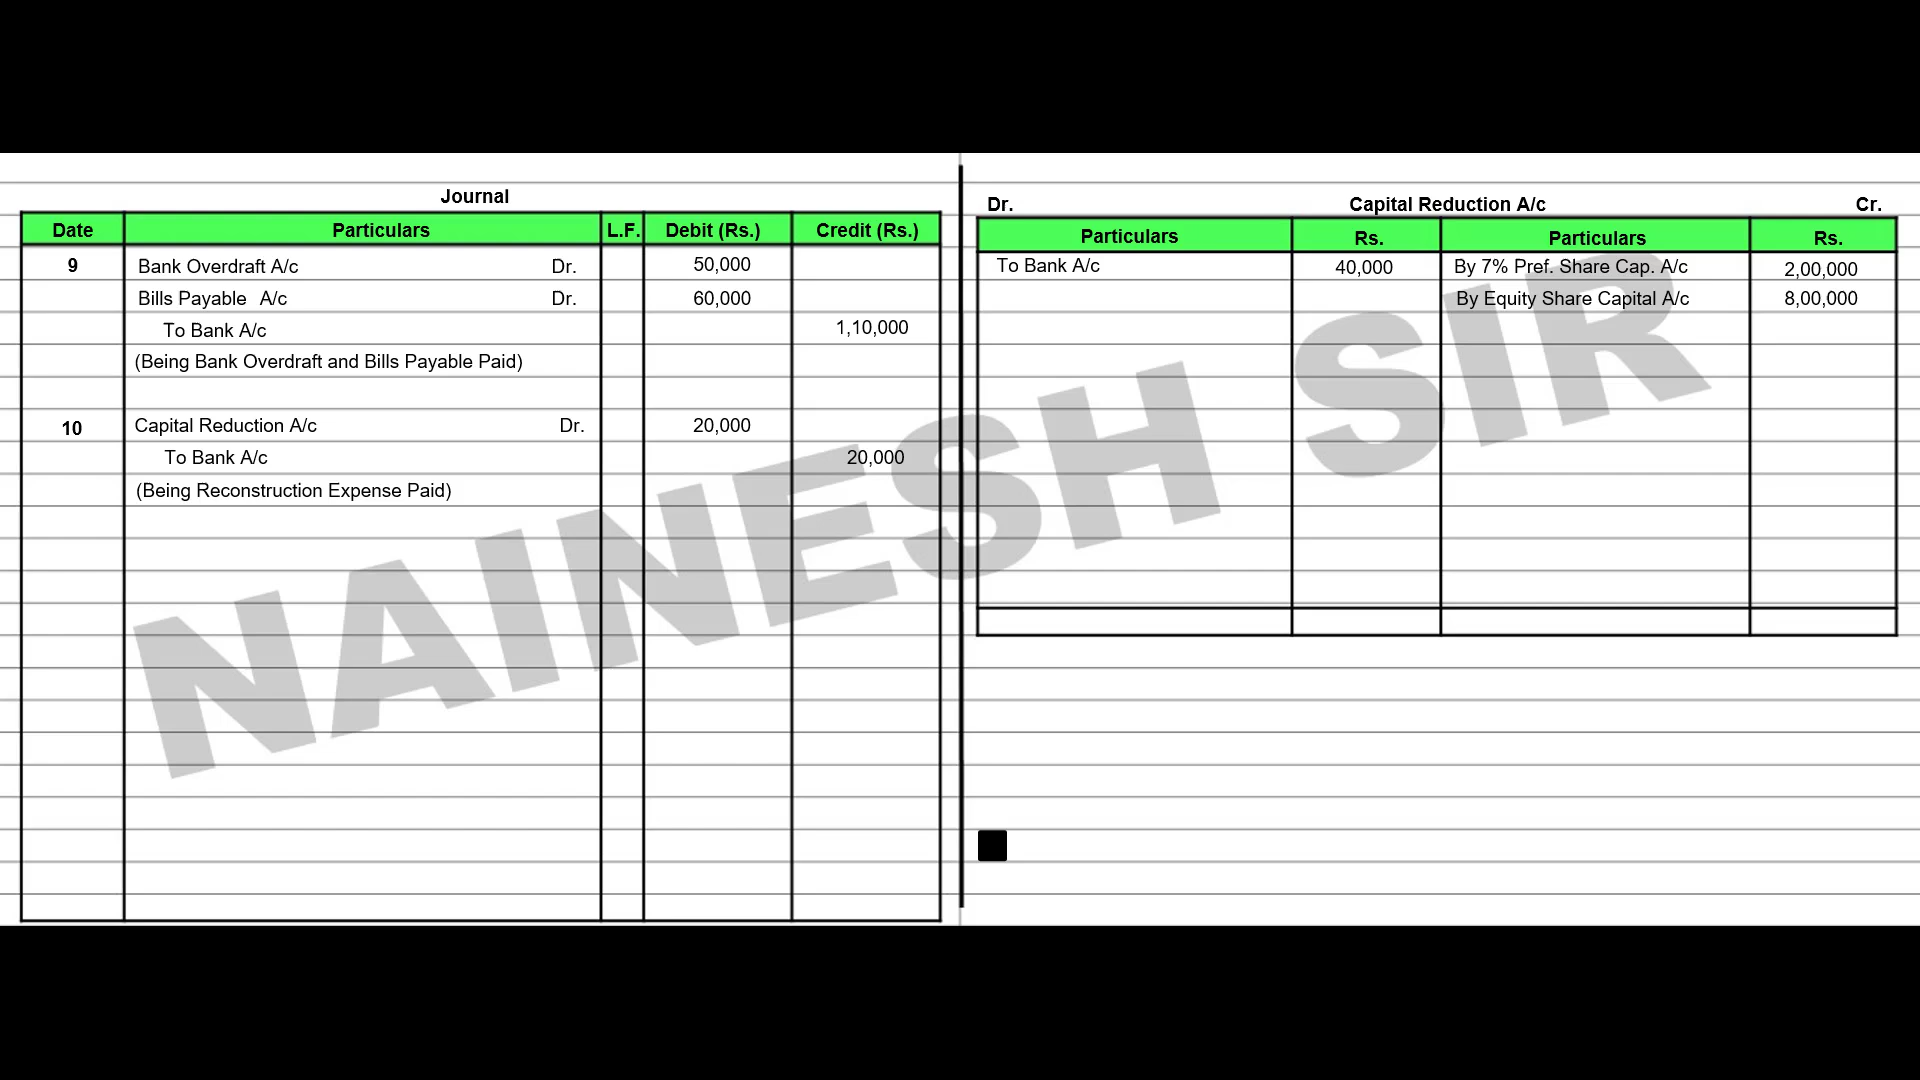 Journal
Date Particulars L.F. Debit (Rs.) Credit (Rs.)
9 Bank Overdraft A/c Dr. 50,000
Bills Payable A/c Dr. 60,000
To Bank A/c 1,10,000
(Being Bank Overdraft and Bills Payable Paid)
10 Capital Reduction A/c Dr. 20,000
To Bank A/c 20,000
(Being Reconstruction Expense Paid)
Dr. Capital Reduction A/c Cr.
Particulars Rs. Particulars Rs.
To Bank A/c 40,000 By 7% Pref. Share Cap. A/c 2,00,000
By Equity Share Capital A/c 8,00,000
NAINESH SIR